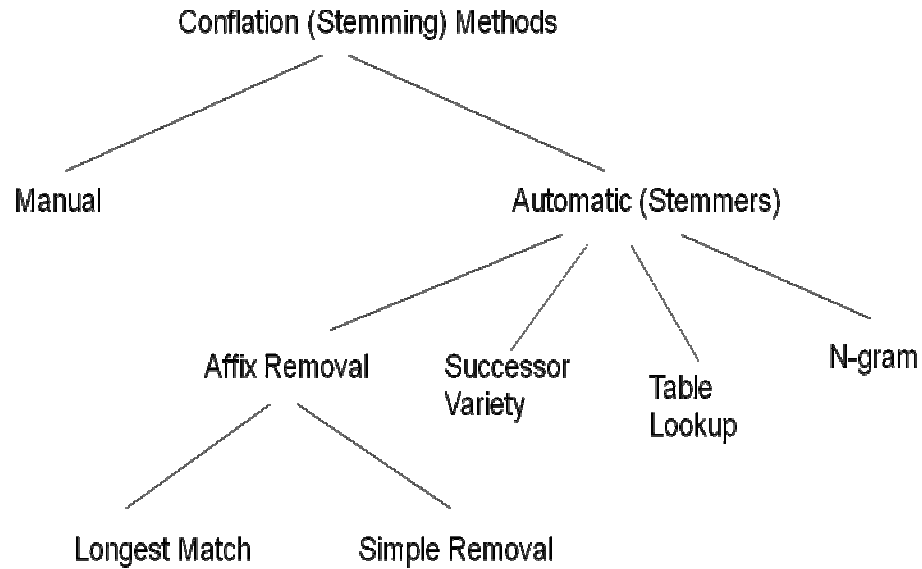 Conflation (Stemming) Methods
Manual
Automatic (Stemmers)
Affix Removal
Successor
Variety
Table
Lookup
N-gram
Longest Match
Simple Removal